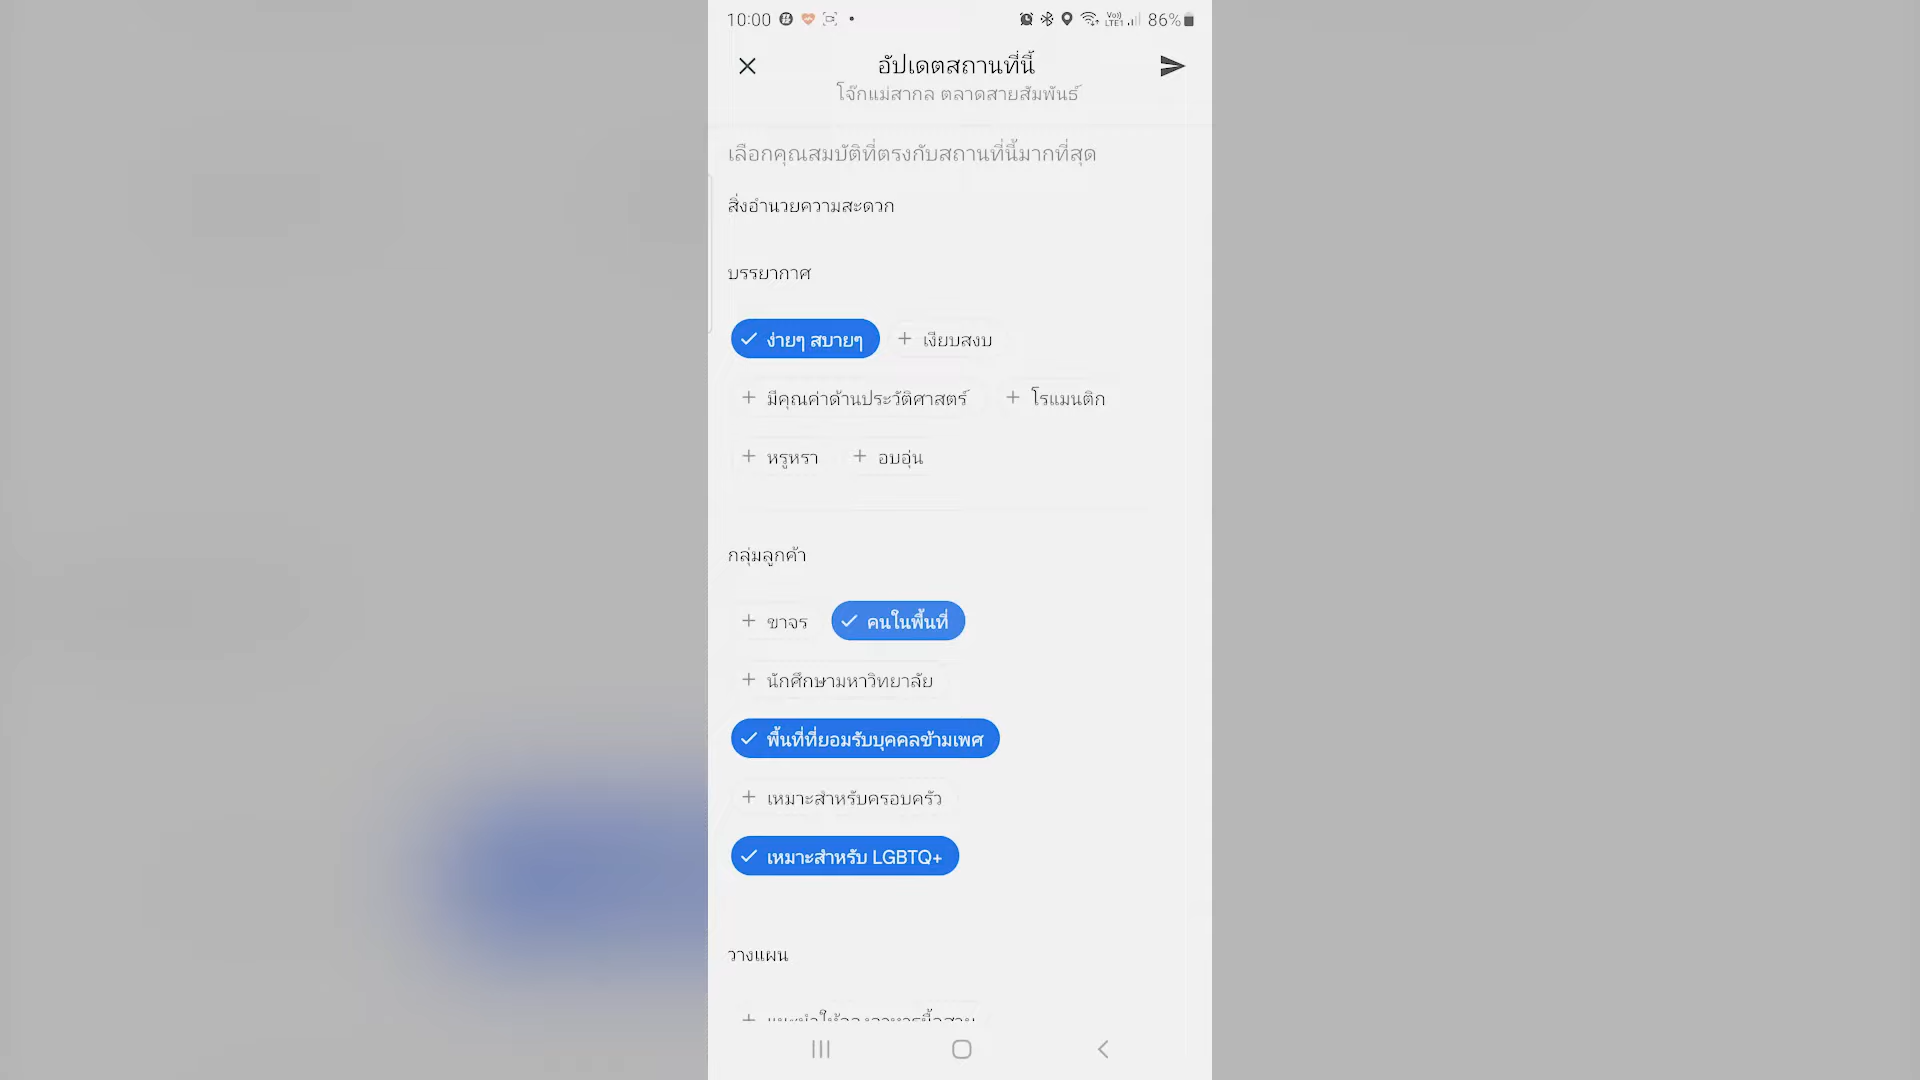 10:00 86%
อัปเดตสถานที่นี้
โจ๊กแม่สากล ตลาดสายสัมพันธ์
เลือกคุณสมบัติที่ตรงกับสถานที่นี้มากที่สุด
สิ่งอำนวยความสะดวก
บรรยากาศ
ง่ายๆ สบายๆ + เงียบสงบ
+ มีคุณค่าด้านประวัติศาสตร์ + โรแมนติก
+ หรูหรา + อบอุ่น
กลุ่มลูกค้า
+ ขาจร คนในพื้นที่
+ นักศึกษามหาวิทยาลัย
พื้นที่ที่ยอมรับบุคคลข้ามเพศ
+ เหมาะสำหรับครอบครัว
เหมาะสำหรับ LGBTQ+
วางแผน